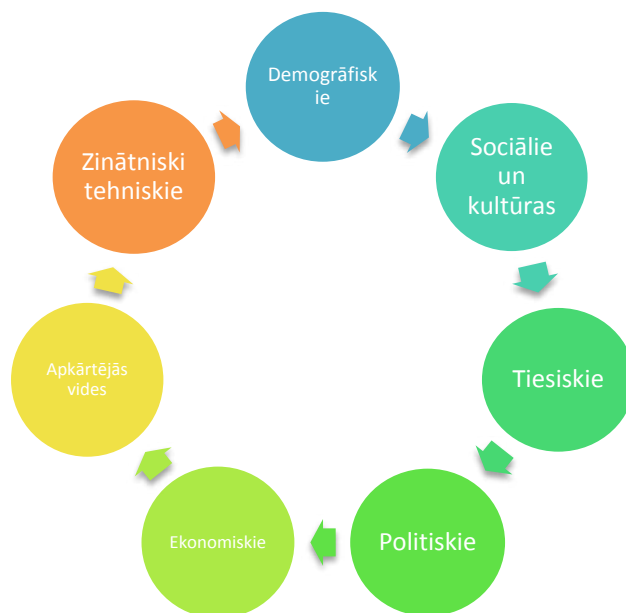 Demogrāfisk
ie
Sociālie
un
kultūras
Tiesiskie
Politiskie
Ekonomiskie
Apkārtējās
vides
Zinātniski
tehniskie